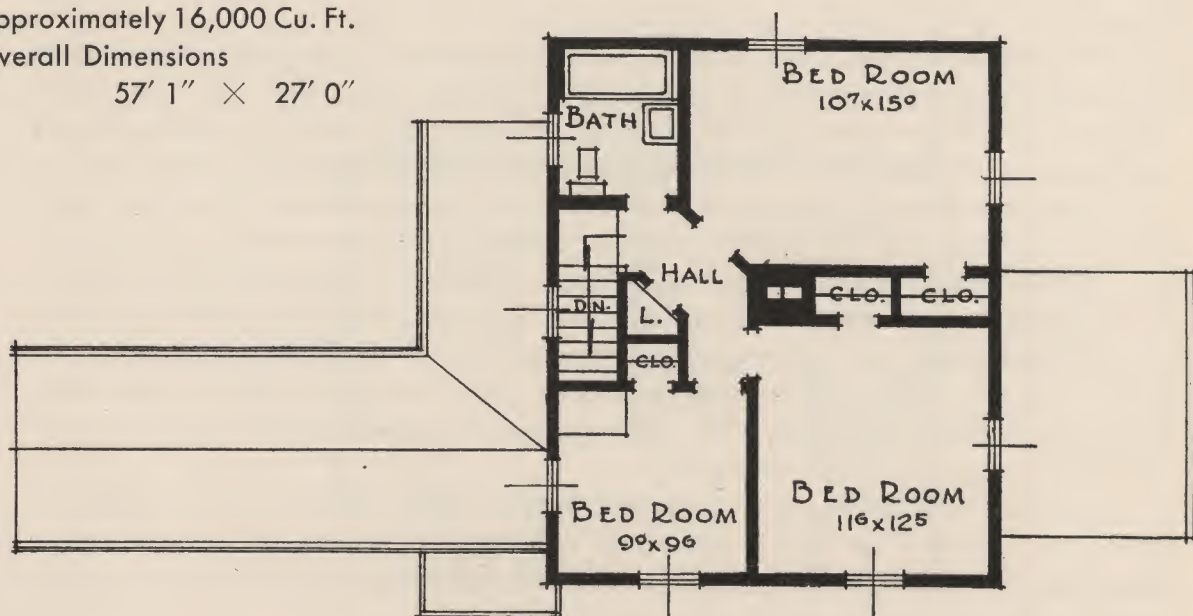 pproximately 16,000 Cu. Ft.
verall Dimensions
57′ 1″ × 27′ 0″
BED ROOM
10⁷x15⁰
BATH
HALL
CLO.
CLO.
DN.
L.
CLO.
BED ROOM
11⁶x12⁵
BED ROOM
9⁰x9⁶